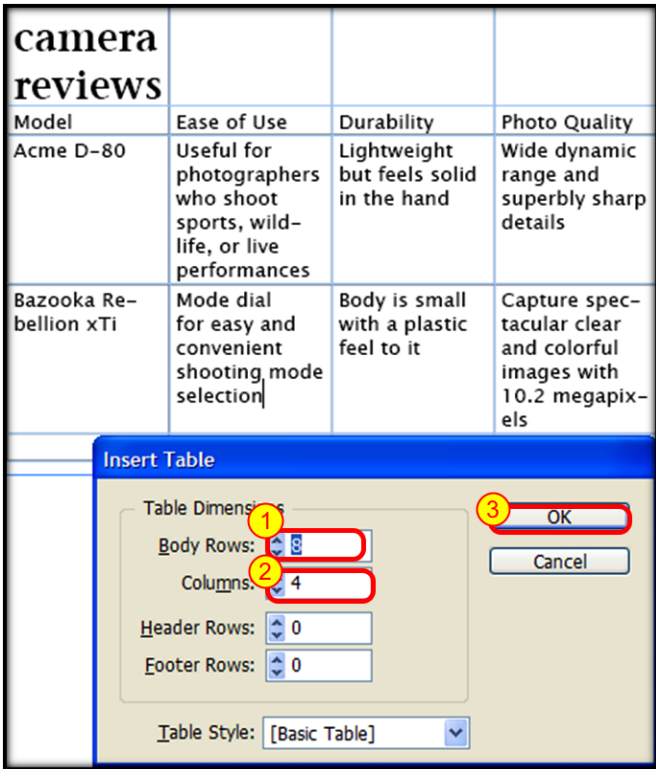 camera
reviews
Model Ease of Use Durability Photo Quality
Acme D-80
Useful for
photographers
who shoot
sports, wild-
life, or live
performances
Lightweight
but feels solid
in the hand
Wide dynamic
range and
superbly sharp
details
Bazooka Re-
bellion xTi
Mode dial
for easy and
convenient
shooting mode
selection
Body is small
with a plastic
feel to it
Capture spec-
tacular clear
and colorful
images with
10.2 megapix-
els
Insert Table
Table Dimensions
1
Body Rows: 8
2
Columns: 4
Header Rows: 0
Footer Rows: 0
Table Style: [Basic Table]
3
OK
Cancel